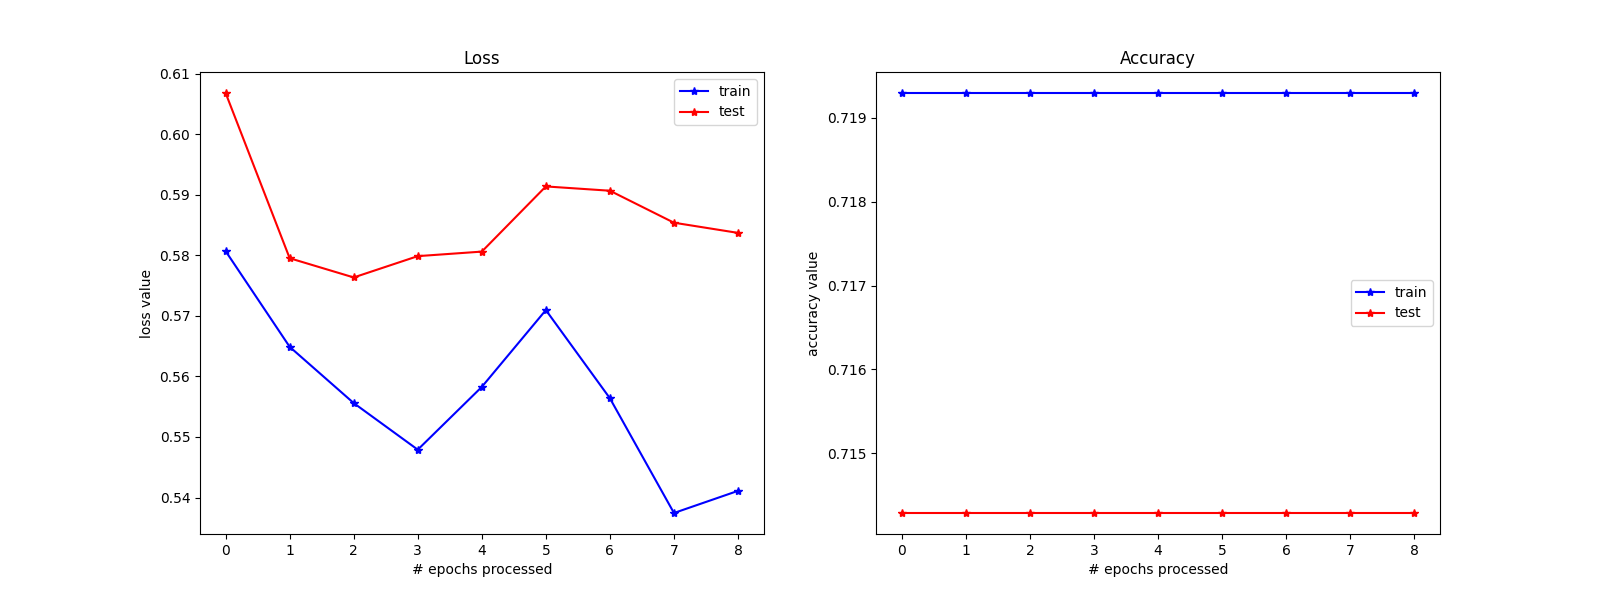 Loss
0.61
0.60
0.59
0.58
0.57
0.56
0.55
0.54
loss value
0 1 2 3 4 5 6 7 8
# epochs processed
train
test
Accuracy
0.719
0.718
0.717
0.716
0.715
accuracy value
0 1 2 3 4 5 6 7 8
# epochs processed
train
test